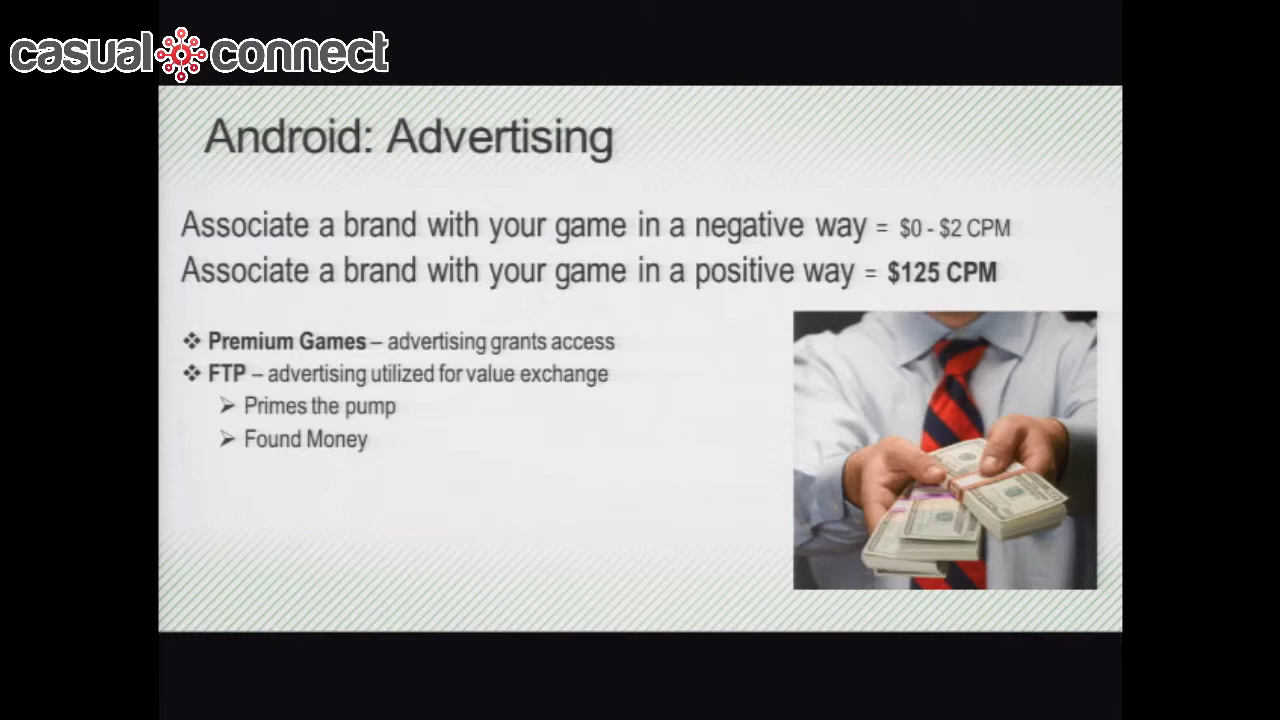 casual connect
Android: Advertising
Associate a brand with your game in a negative way = $0 - $2 CPM
Associate a brand with your game in a positive way = $125 CPM
❖ Premium Games – advertising grants access
❖ FTP – advertising utilized for value exchange
➢ Primes the pump
➢ Found Money